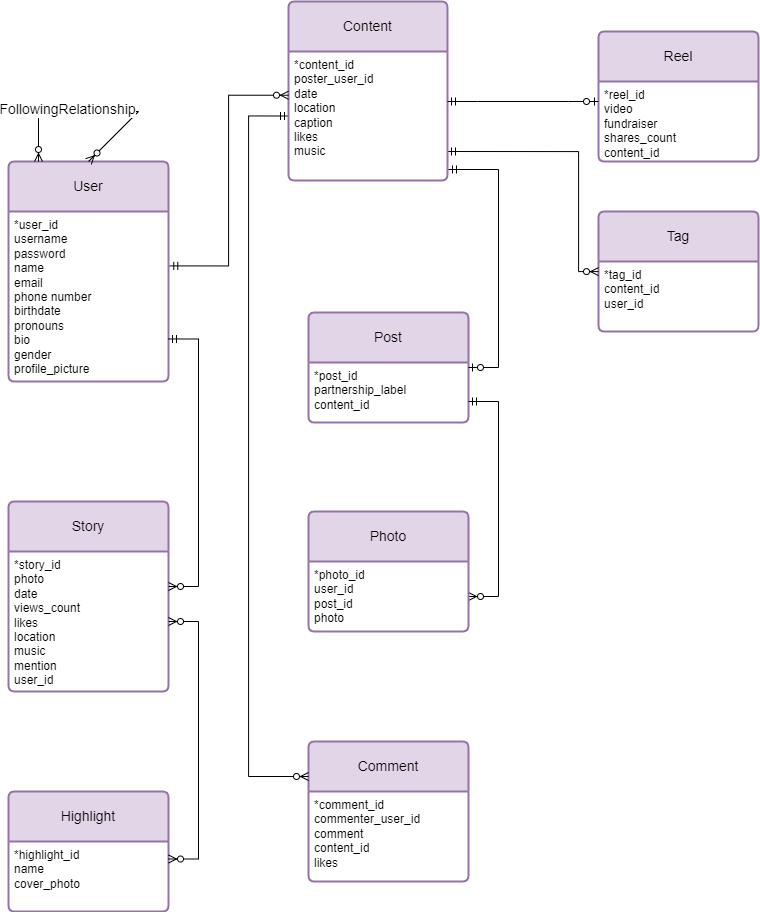 Content
*content_id
poster_user_id
date
location
caption
likes
music
Reel
*reel_id
video
fundraiser
shares_count
content_id
FollowingRelationship,
User
*user_id
username
password
name
email
phone number
birthdate
pronouns
bio
gender
profile_picture
Tag
*tag_id
content_id
user_id
Post
*post_id
partnership_label
content_id
Story
*story_id
photo
date
views_count
likes
location
music
mention
user_id
Photo
*photo_id
user_id
post_id
photo
Comment
*comment_id
commenter_user_id
comment
content_id
likes
Highlight
*highlight_id
name
cover_photo